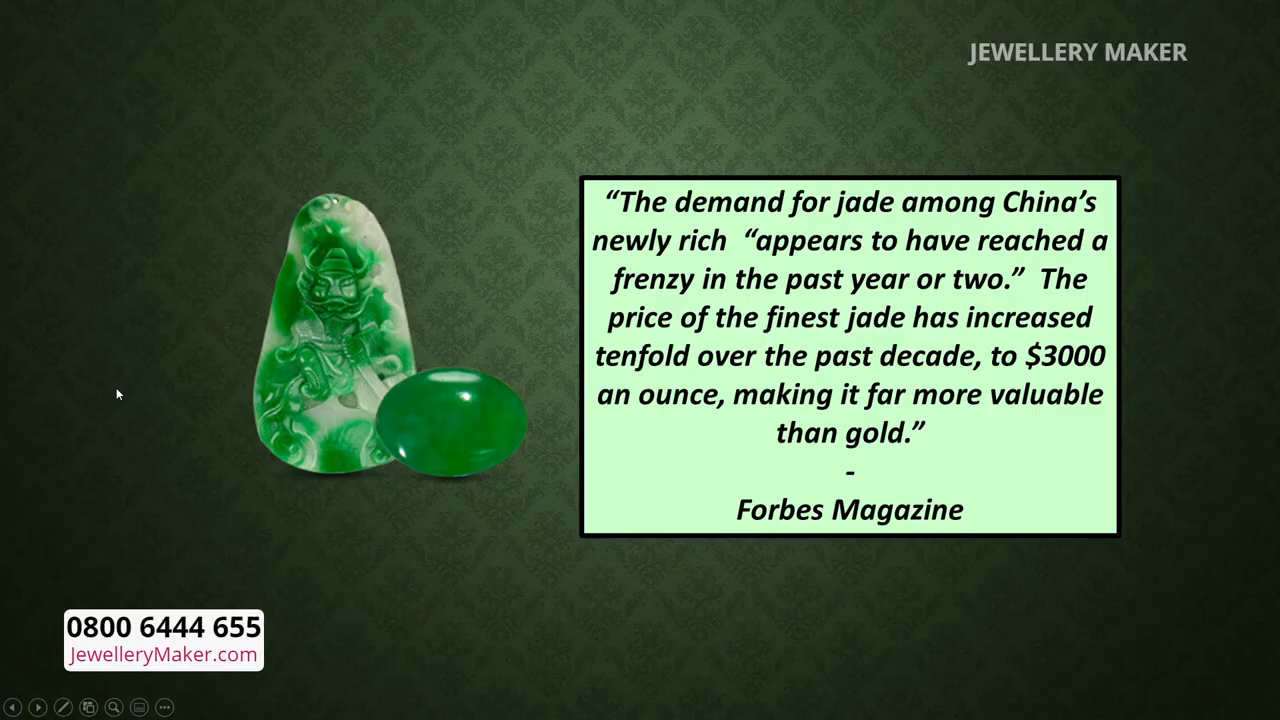 JEWELLERY MAKER
“The demand for jade among China’s
newly rich “appears to have reached a
frenzy in the past year or two.” The
price of the finest jade has increased
tenfold over the past decade, to $3000
an ounce, making it far more valuable
than gold.”
-
Forbes Magazine
0800 6444 655
JewelleryMaker.com